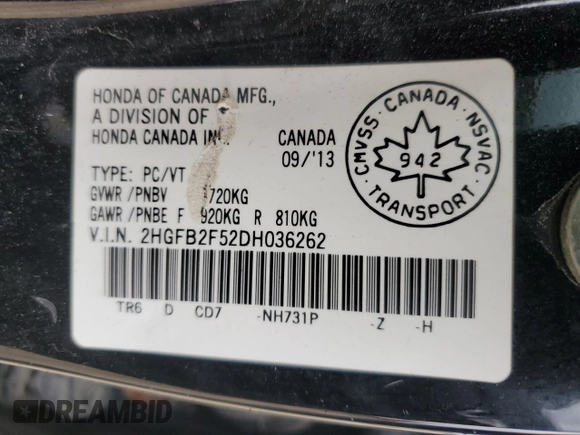 HONDA OF CANADA MFG.,
A DIVISION OF
HONDA CANADA IN
CANADA
09/'13
TYPE: PC/VT
GVWR /PNBV 720KG
GAWR /PNBE F 920KG R 810KG
V.I.N. 2HGFB2F52DH036262
TR6 D CD7 -NH731P -Z -H
CMVSS. CANADA. NSVAC
942
TRANSPORT
DREAMBID